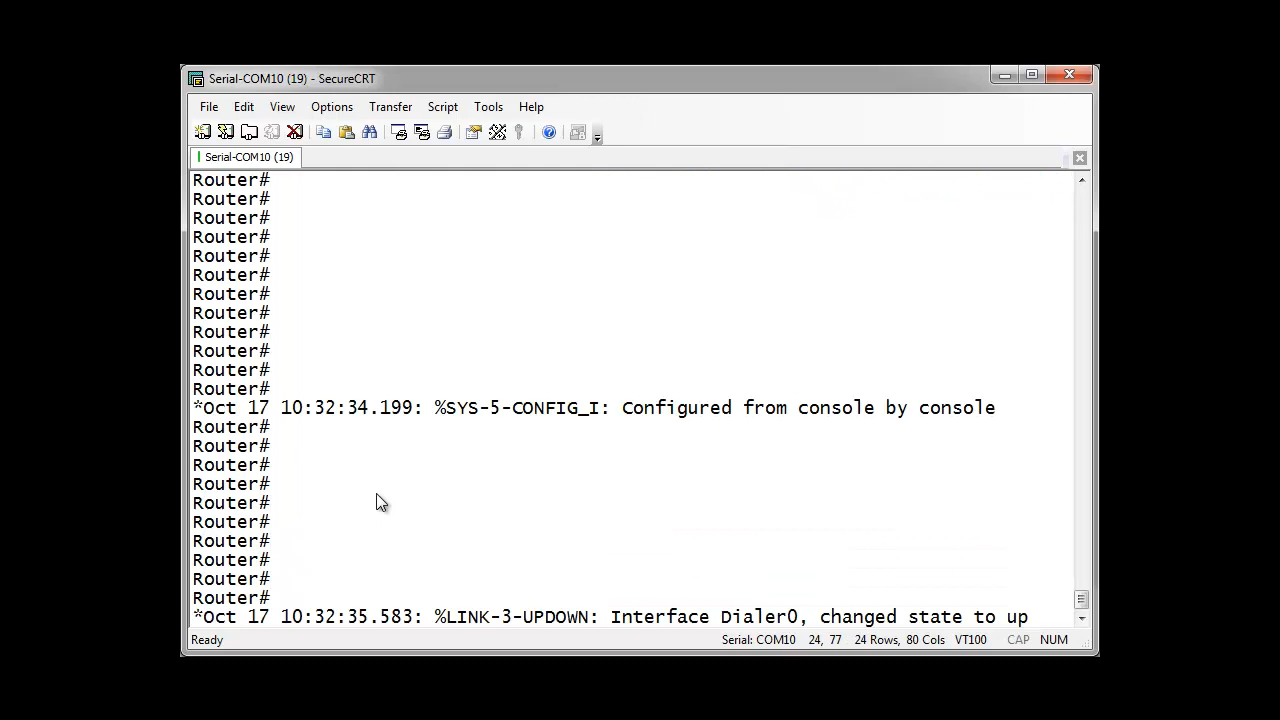 Serial-COM10 (19) - SecureCRT
File Edit View Options Transfer Script Tools Help
Serial-COM10 (19)
Router#
Router#
Router#
Router#
Router#
Router#
Router#
Router#
Router#
Router#
Router#
Router#
*Oct 17 10:32:34.199: %SYS-5-CONFIG_I: Configured from console by console
Router#
Router#
Router#
Router#
Router#
Router#
Router#
Router#
Router#
Router#
*Oct 17 10:32:35.583: %LINK-3-UPDOWN: Interface Dialer0, changed state to up
Ready Serial: COM10 24, 77 24 Rows, 80 Cols VT100 CAP NUM